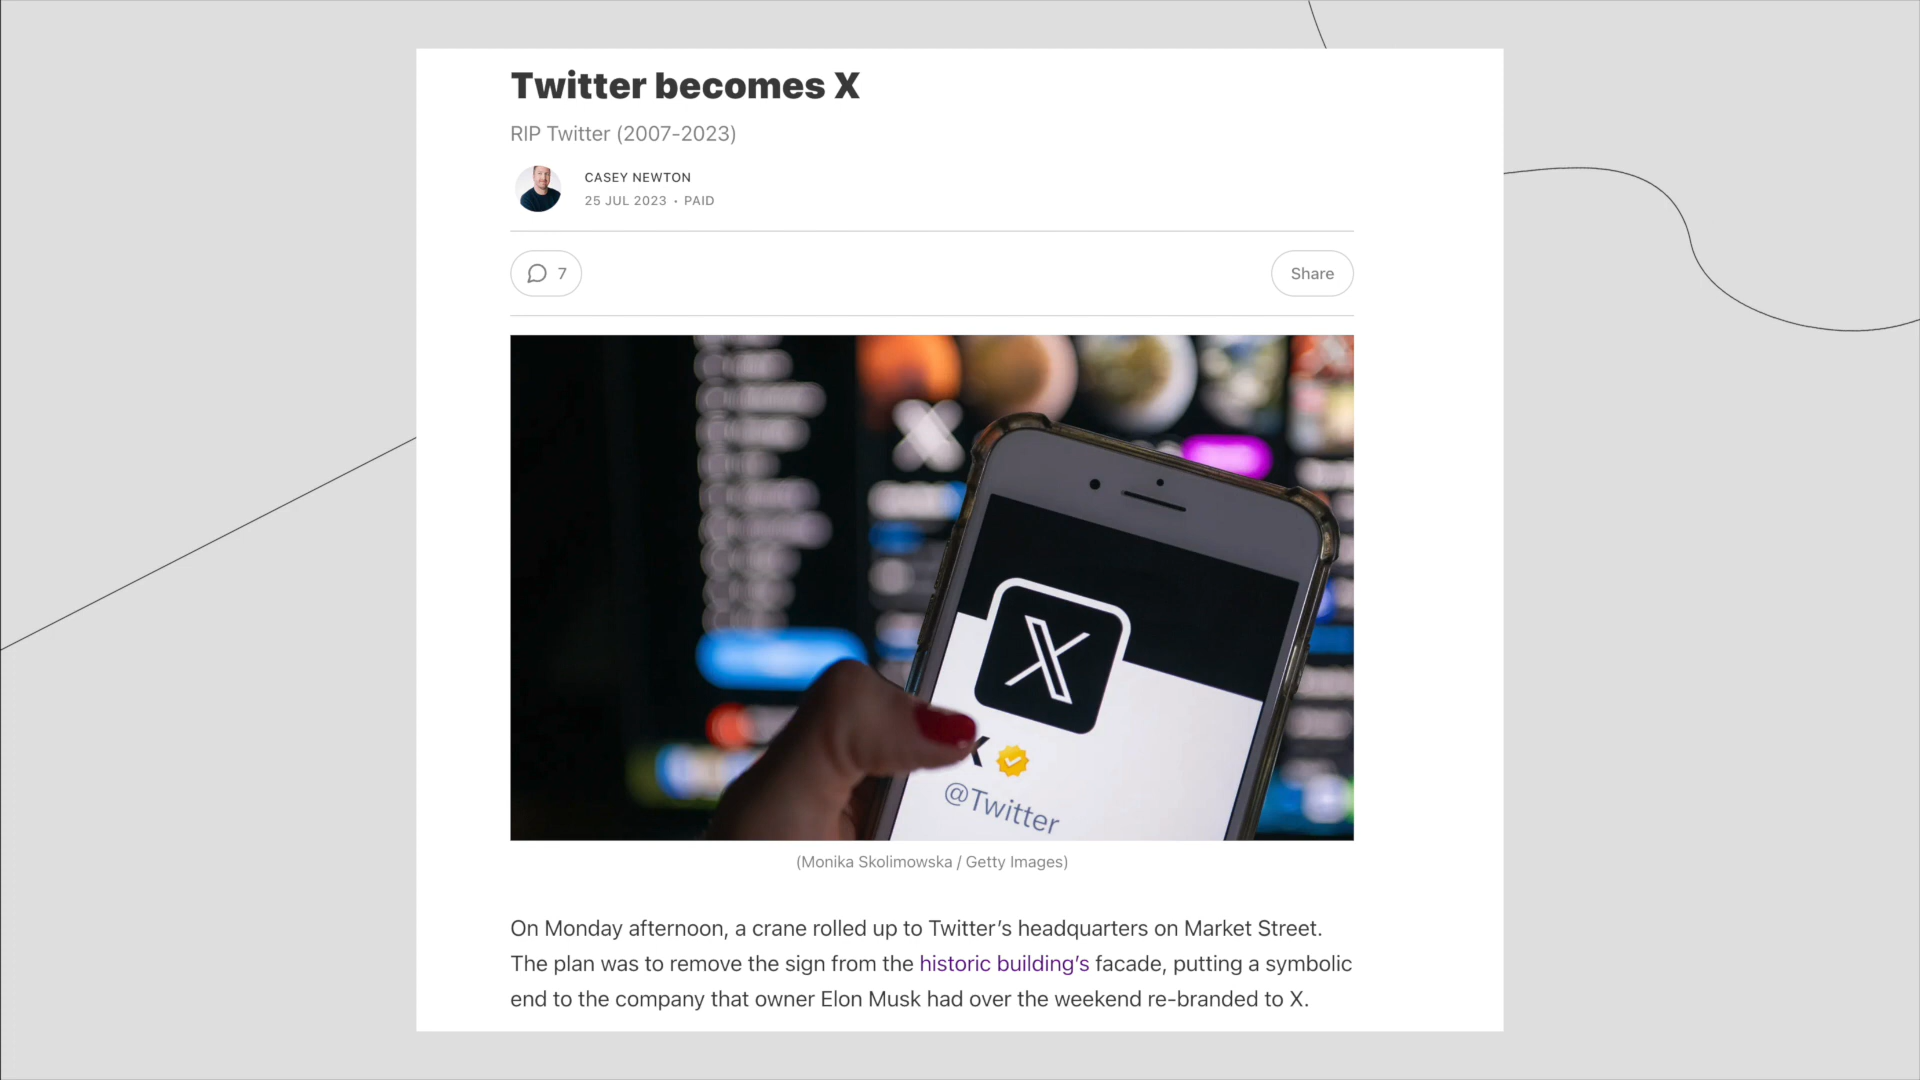 Twitter becomes X
RIP Twitter (2007-2023)
CASEY NEWTON
25 JUL 2023 • PAID
7
Share
X
@Twitter
(Monika Skolimowska / Getty Images)
On Monday afternoon, a crane rolled up to Twitter’s headquarters on Market Street.
The plan was to remove the sign from the historic building’s facade, putting a symbolic
end to the company that owner Elon Musk had over the weekend re-branded to X.